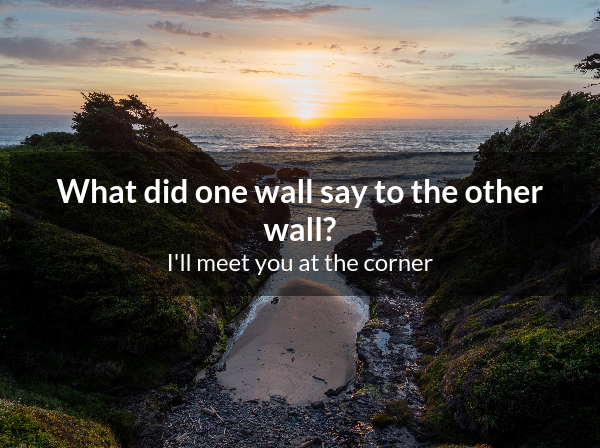 What did one wall say to the other
wall?
I'll meet you at the corner